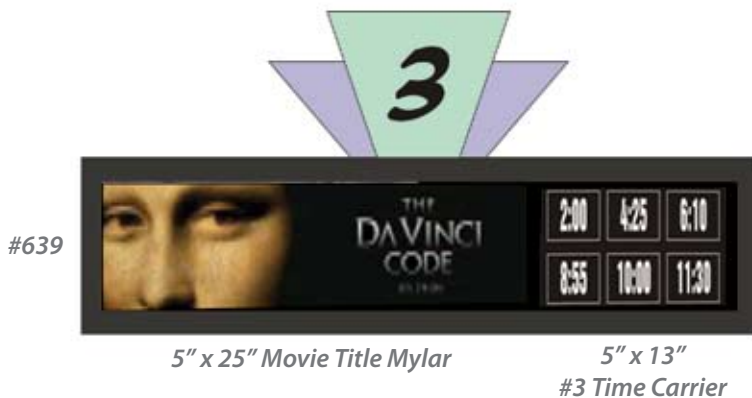 3
#639
THE
DA VINCI
CODE
2:00 4:25 6:10
8:55 10:00 11:30
5" x 25" Movie Title Mylar
5" x 13"
#3 Time Carrier